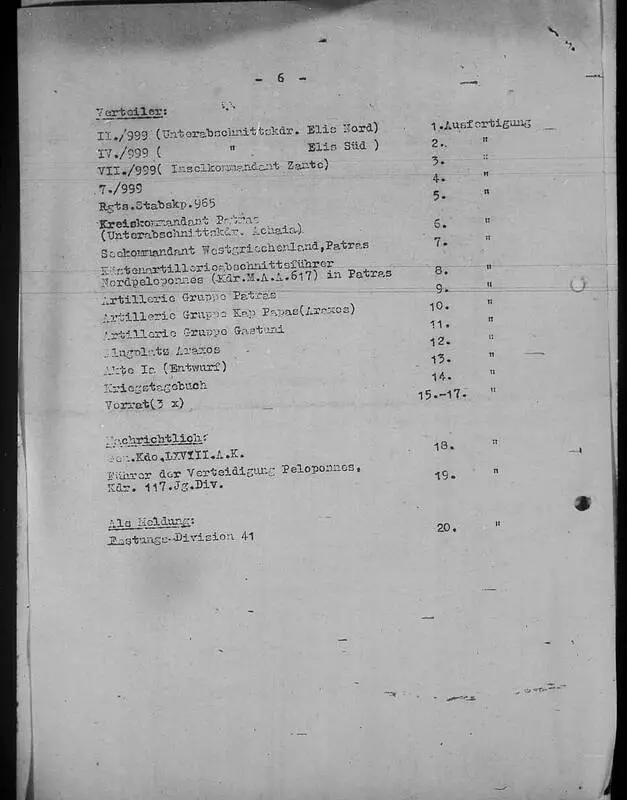 - 6 -
Verteiler:
II./999 (Unterabschnittskdr. Elis Nord) 1.Ausfertigung
IV./999 ( " Elis Süd ) 2. "
VII./999( Inselkommandant Zante) 3. "
7./999 4. "
Rgts.Stabskp.965 5. "
Kreiskommandant Patras
(Unterabschnittskdr. Achaia) 6. "
Seekommandant Westgriechenland,Patras 7. "
Küstenartillerieabschnittsführer
Nordpeloponnes (Kdr.M.A.A.617) in Patras 8. "
Artillerie Gruppe Patras 9. "
Artillerie Gruppe Kap Papas(Araxos) 10. "
Artillerie Gruppe Gastuni 11. "
Flugplatz Araxos 12. "
Akte Ia (Entwurf) 13. "
Kriegstagebuch 14. "
Vorrat(3 x) 15.-17. "
Nachrichtlich:
Gen.Kdo.LXVIII.A.K. 18. "
Führer der Verteidigung Peloponnes,
Kdr. 117.Jg.Div. 19. "
Als Meldung:
Festungs-Division 41 20. "